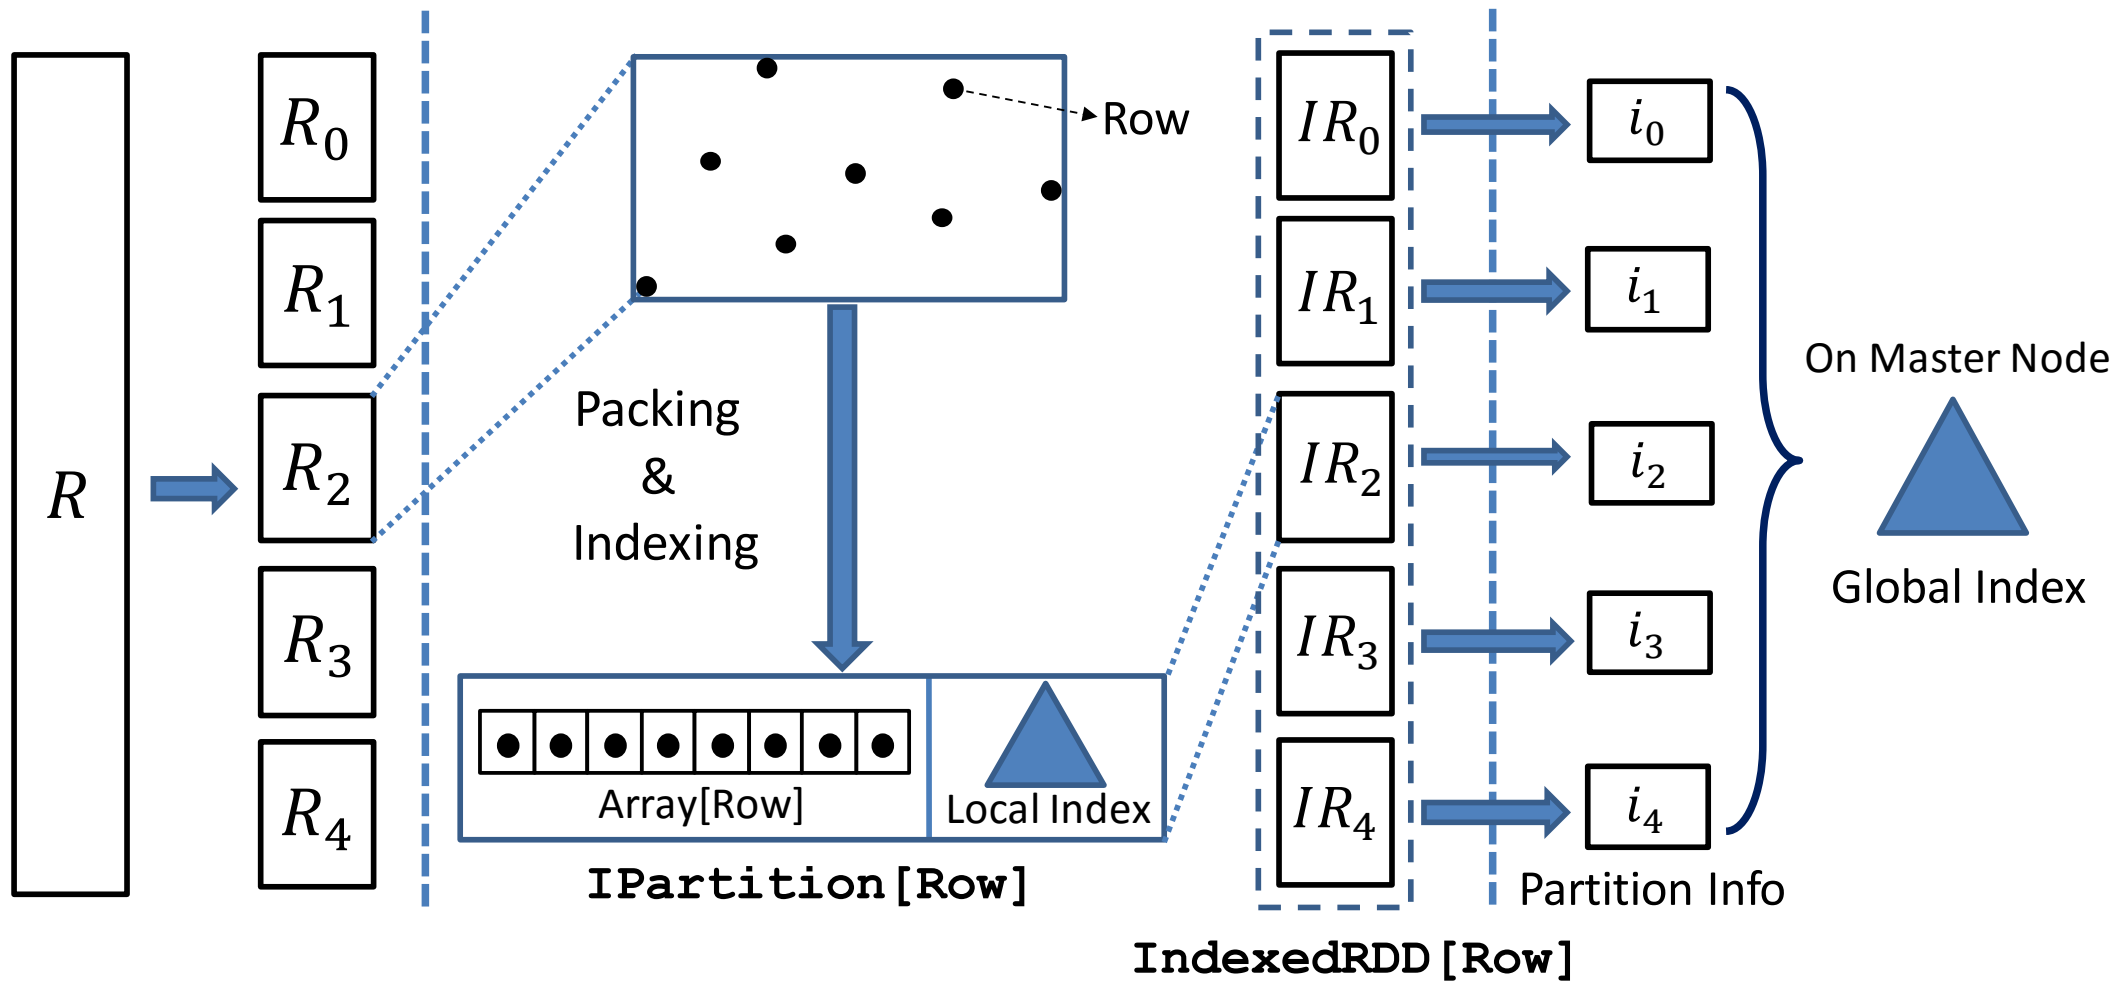 R
R₀
R₁
R₂
R₃
R₄
Row
Packing
&
Indexing
Array[Row]
Local Index
IPartition[Row]
IR₀
IR₁
IR₂
IR₃
IR₄
IndexedRDD[Row]
i₀
i₁
i₂
i₃
i₄
Partition Info
On Master Node
Global Index